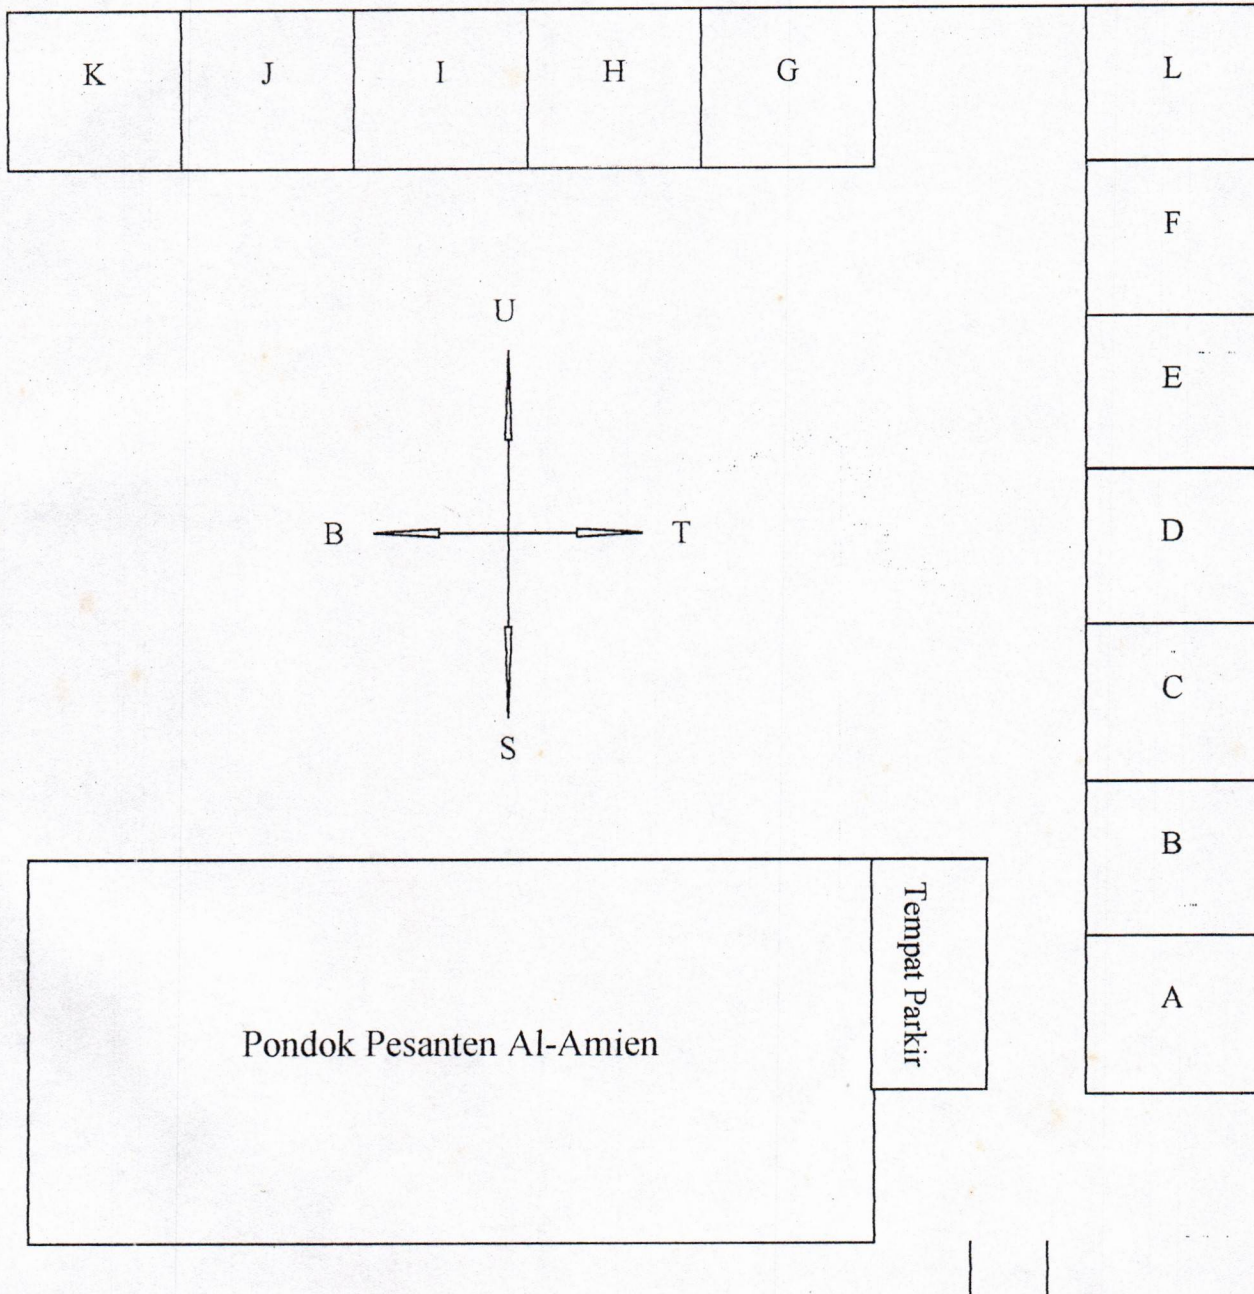 K J I H G L
F
U
E
B T D
C
S
B
Tempat Parkir
A
Pondok Pesanten Al-Amien